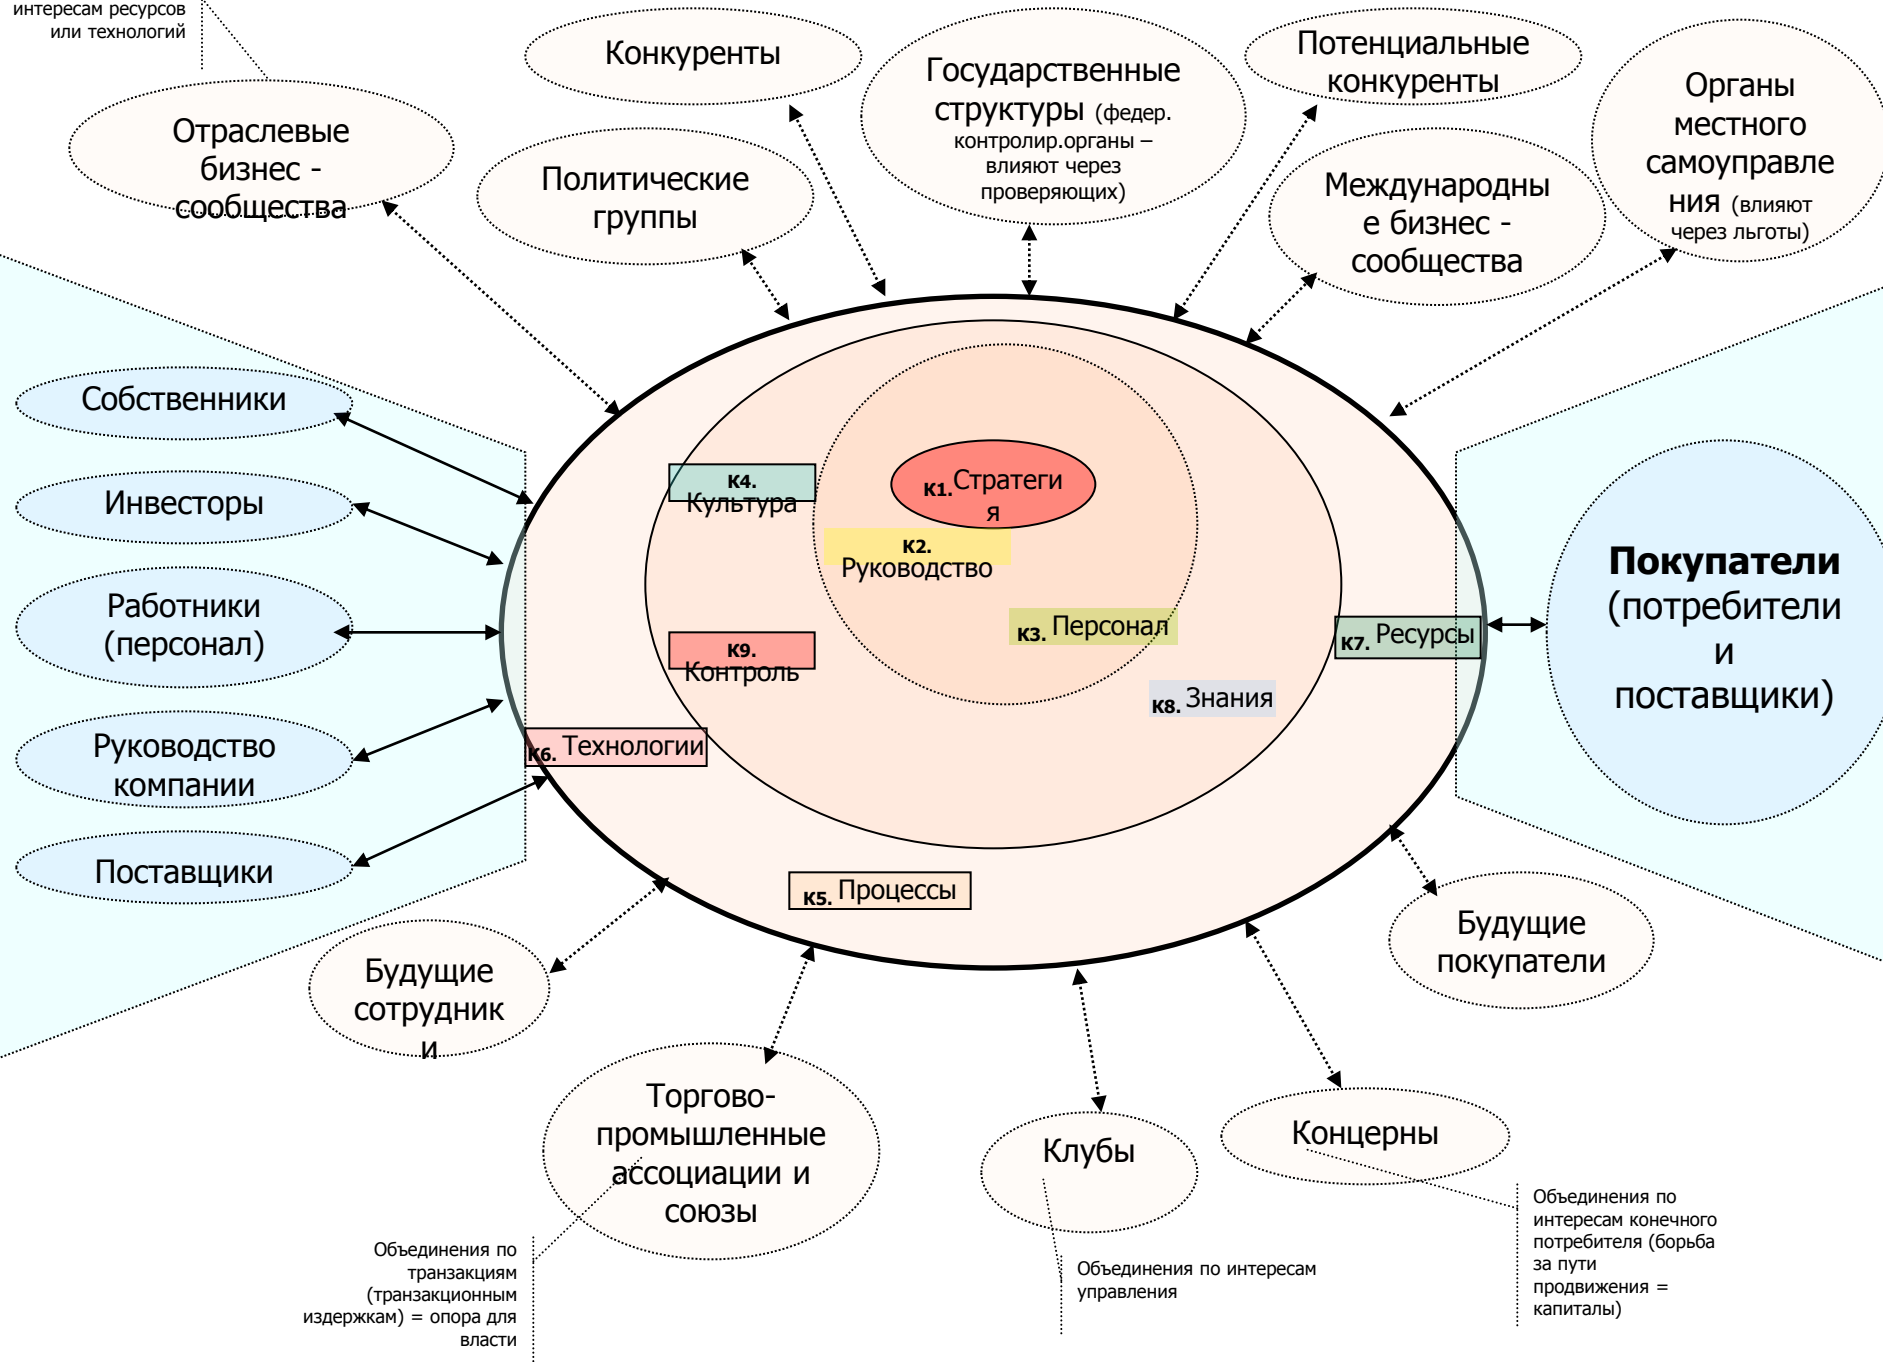 интересам ресурсов
или технологий
Конкуренты
Государственные
структуры (федер.
контролир.органы –
влияют через
проверяющих)
Потенциальные
конкуренты
Органы
местного
самоуправле
ния (влияют
через льготы)
Отраслевые
бизнес -
сообщества
Политические
группы
Международны
е бизнес -
сообщества
Собственники
Инвесторы
Работники
(персонал)
Руководство
компании
Поставщики
К4.
Культура
К1.Стратеги
я
К2.
Руководство
К3. Персонал
К9.
Контроль
К7. Ресурсы
К8. Знания
К6. Технологии
К5. Процессы
Покупатели
(потребители
и
поставщики)
Будущие
сотрудник
и
Будущие
покупатели
Торгово-
промышленные
ассоциации и
союзы
Клубы
Концерны
Объединения по
транзакциям
(транзакционным
издержкам) = опора для
власти
Объединения по интересам
управления
Объединения по
интересам конечного
потребителя (борьба
за пути
продвижения =
капиталы)